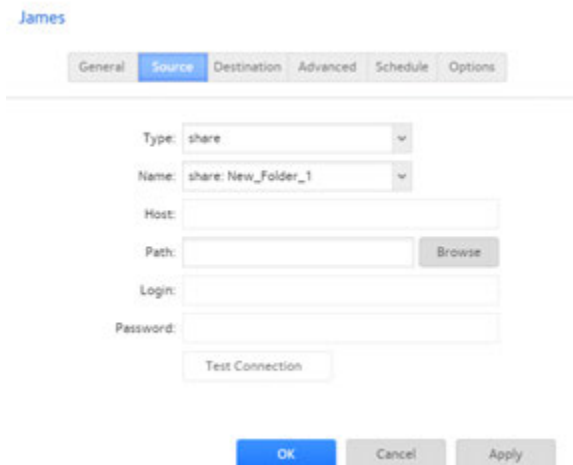 James
General Source Destination Advanced Schedule Options
Type: share
Name: share: New_Folder_1
Host:
Path: Browse
Login:
Password:
Test Connection
OK Cancel Apply